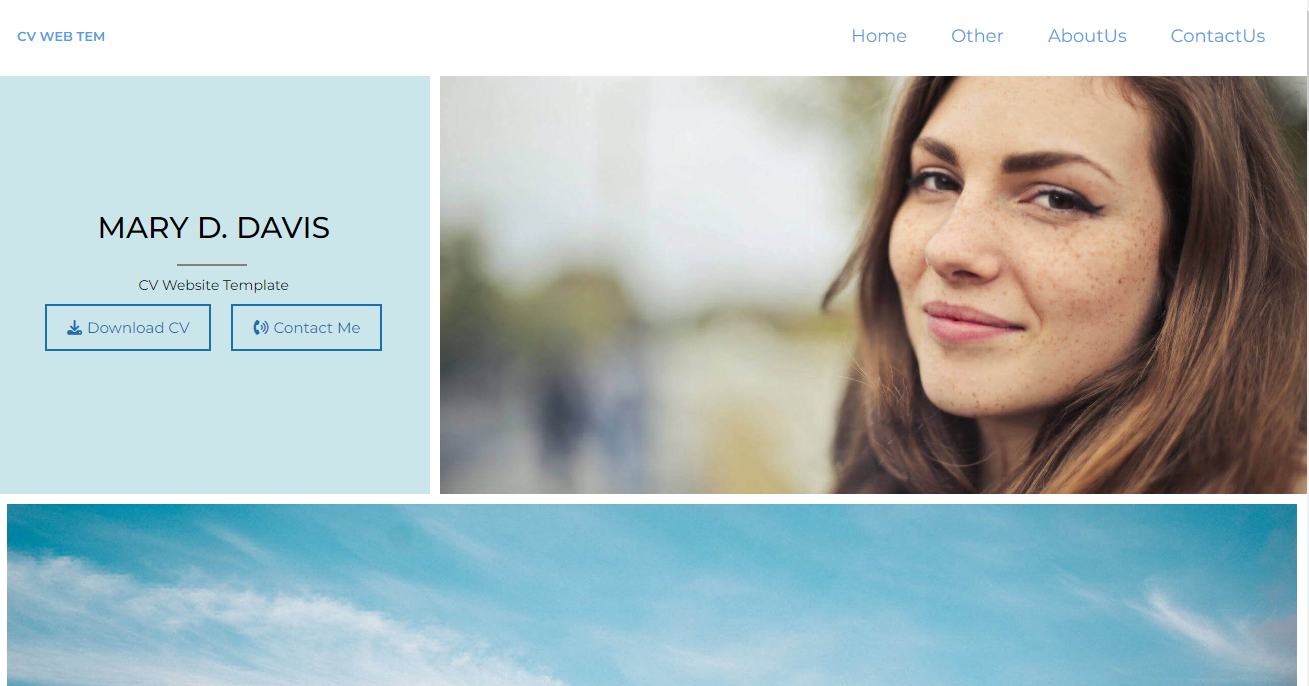 CV WEB TEM
Home Other AboutUs ContactUs
MARY D. DAVIS
CV Website Template
Download CV Contact Me